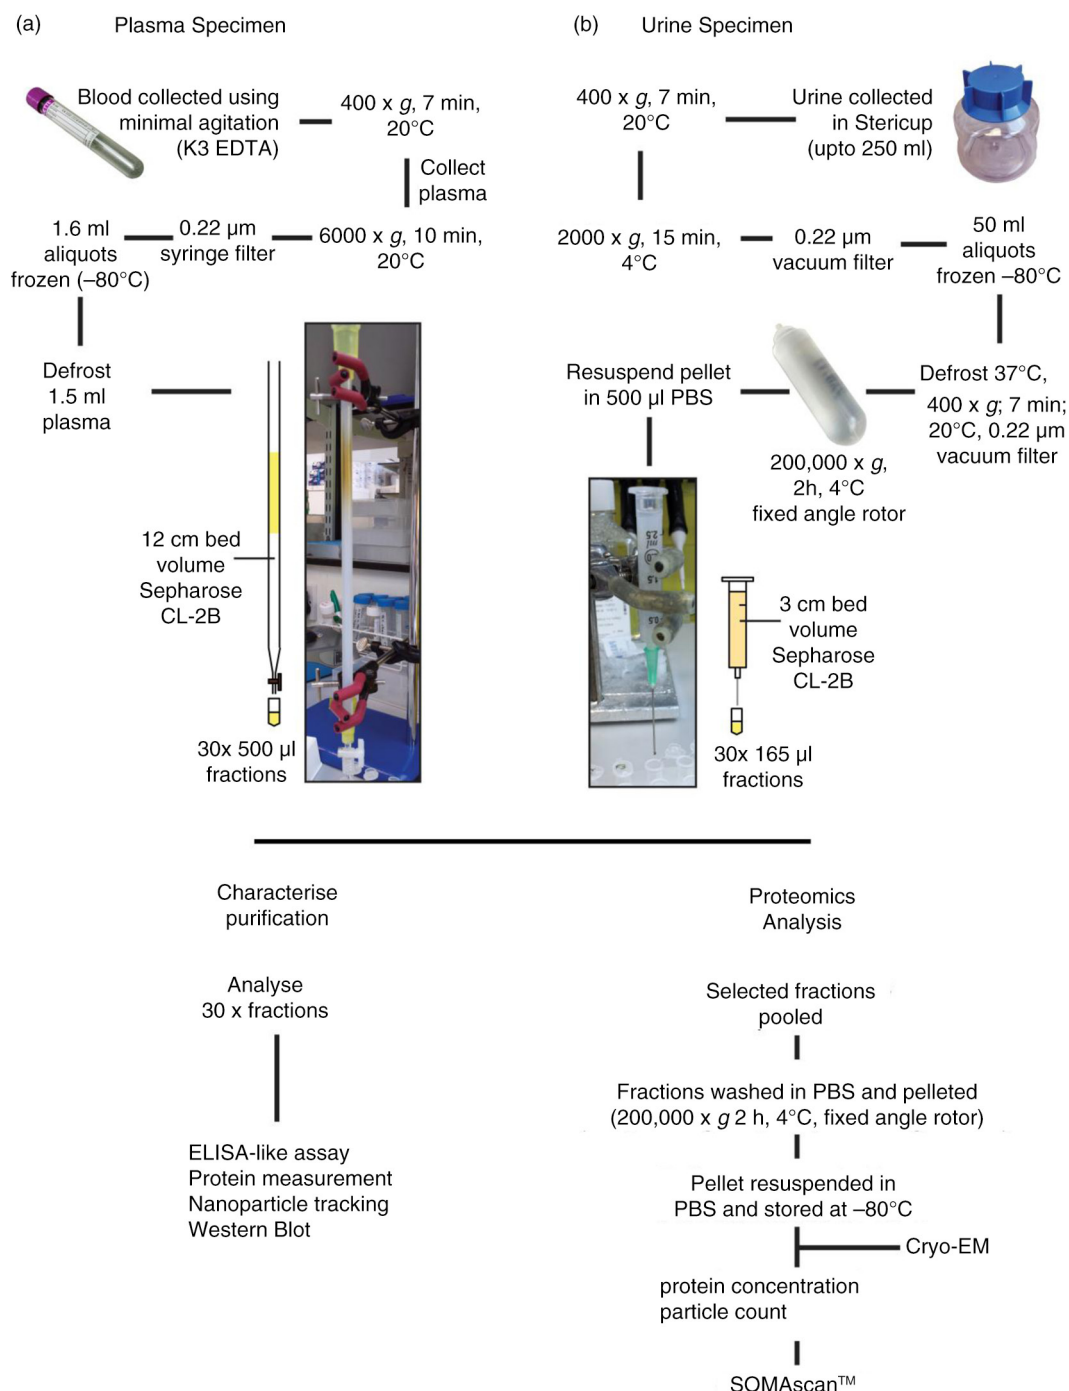 (a) Plasma Specimen
Blood collected using
minimal agitation
(K3 EDTA)
400 x g, 7 min,
20°C
Collect
plasma
6000 x g, 10 min,
20°C
0.22 µm
syringe filter
1.6 ml
aliquots
frozen (–80°C)
Defrost
1.5 ml
plasma
12 cm bed
volume
Sepharose
CL-2B
30x 500 µl
fractions
(b) Urine Specimen
Urine collected
in Stericup
(upto 250 ml)
400 x g, 7 min,
20°C
2000 x g, 15 min,
4°C
0.22 µm
vacuum filter
50 ml
aliquots
frozen –80°C
Defrost 37°C,
400 x g; 7 min;
20°C, 0.22 µm
vacuum filter
200,000 x g,
2h, 4°C
fixed angle rotor
Resuspend pellet
in 500 µl PBS
2.5
ml
1.5
0.5
3 cm bed
volume
Sepharose
CL-2B
30x 165 µl
fractions
Characterise
purification
Analyse
30 x fractions
ELISA-like assay
Protein measurement
Nanoparticle tracking
Western Blot
Proteomics
Analysis
Selected fractions
pooled
Fractions washed in PBS and pelleted
(200,000 x g 2 h, 4°C, fixed angle rotor)
Pellet resuspended in
PBS and stored at –80°C
Cryo-EM
protein concentration
particle count
SOMAscan™